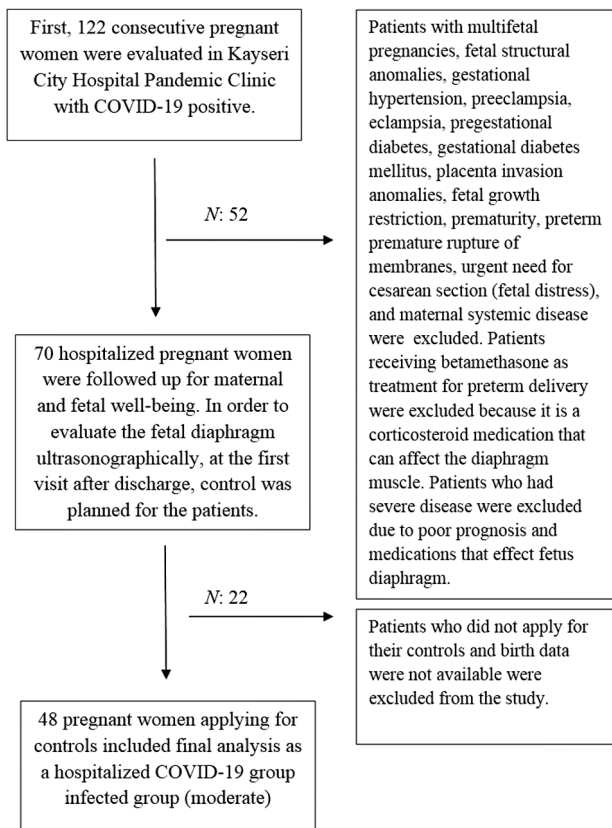 First, 122 consecutive pregnant
women were evaluated in Kayseri
City Hospital Pandemic Clinic
with COVID-19 positive.
N: 52
Patients with multifetal
pregnancies, fetal structural
anomalies, gestational
hypertension, preeclampsia,
eclampsia, pregestational
diabetes, gestational diabetes
mellitus, placenta invasion
anomalies, fetal growth
restriction, prematurity, preterm
premature rupture of
membranes, urgent need for
cesarean section (fetal distress),
and maternal systemic disease
were excluded. Patients
receiving betamethasone as
treatment for preterm delivery
were excluded because it is a
corticosteroid medication that
can affect the diaphragm
muscle. Patients who had
severe disease were excluded
due to poor prognosis and
medications that effect fetus
diaphragm.
70 hospitalized pregnant women
were followed up for maternal
and fetal well-being. In order to
evaluate the fetal diaphragm
ultrasonographically, at the first
visit after discharge, control was
planned for the patients.
N: 22
Patients who did not apply for
their controls and birth data
were not available were
excluded from the study.
48 pregnant women applying for
controls included final analysis as
a hospitalized COVID-19 group
infected group (moderate)